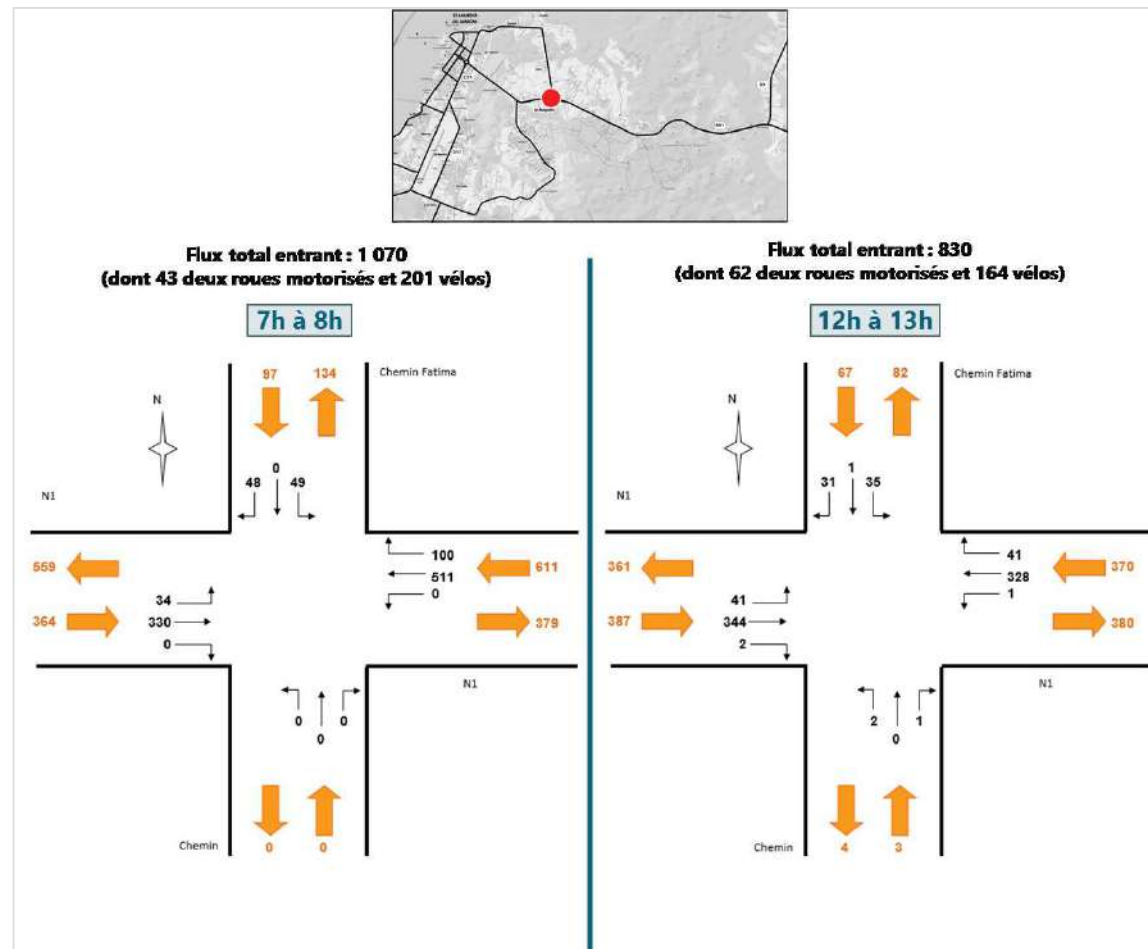 ST-LAURENT
DU MARONI
Flux total entrant : 1 070
(dont 43 deux roues motorisés et 201 vélos)
7h à 8h
97 134
Chemin Fatima
N
0
48 49
N1
559
100
511
0
611
34
330
0
364
379
N1
0 0
0
Chemin
0 0
Flux total entrant : 830
(dont 62 deux roues motorisés et 164 vélos)
12h à 13h
67 82
Chemin Fatima
N
1
31 35
N1
361
41
328
1
370
41
344
2
387
380
N1
2 1
0
Chemin
4 3